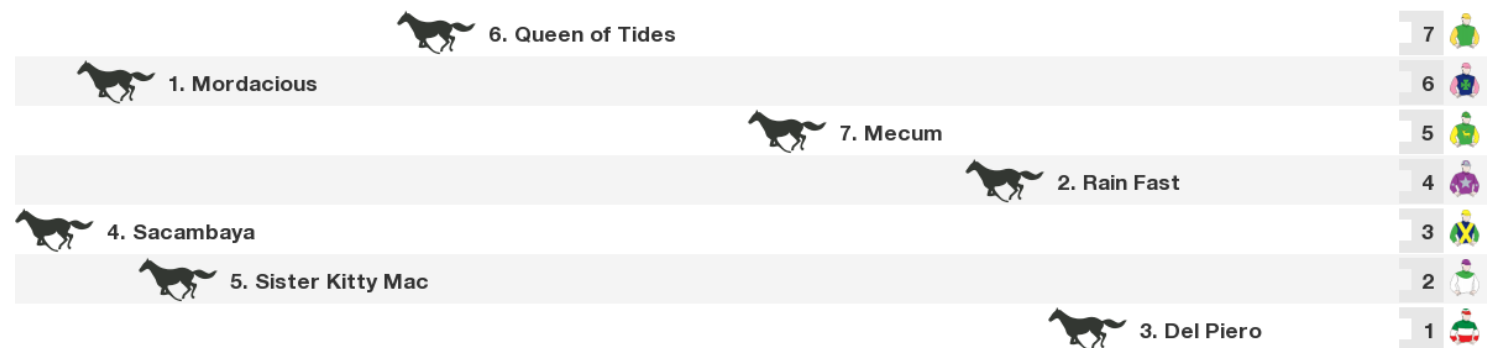 6. Queen of Tides 7
1. Mordacious 6
7. Mecum 5
2. Rain Fast 4
4. Sacambaya 3
5. Sister Kitty Mac 2
3. Del Piero 1